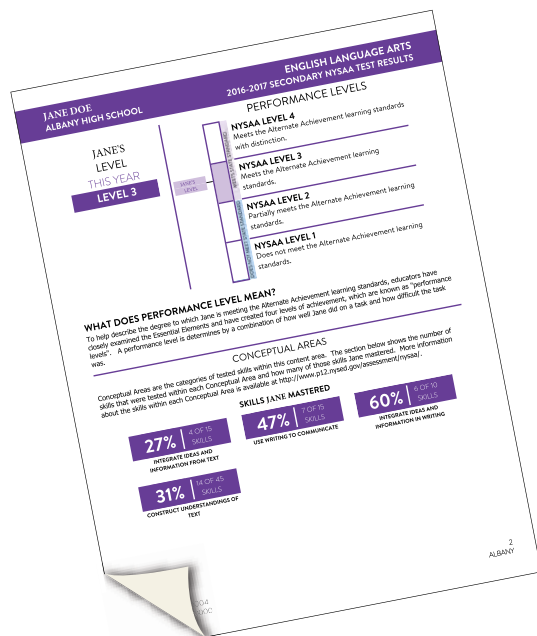 JANE DOE
ALBANY HIGH SCHOOL
ENGLISH LANGUAGE ARTS
2016-2017 SECONDARY NYSAA TEST RESULTS
JANE'S
LEVEL
THIS YEAR
LEVEL 3
PERFORMANCE LEVELS
JANE'S
LEVEL
NYSAA LEVEL 4
Meets the Alternate Achievement learning standards
with distinction.
NYSAA LEVEL 3
Meets the Alternate Achievement learning
standards.
NYSAA LEVEL 2
Partially meets the Alternate Achievement learning
standards.
NYSAA LEVEL 1
Does not meet the Alternate Achievement learning
standards.
WHAT DOES PERFORMANCE LEVEL MEAN?
To help describe the degree to which Jane is meeting the Alternate Achievement learning standards, educators have
closely examined the Essential Elements and have created four levels of achievement, which are known as "performance
levels". A performance level is determines by a combination of how well Jane did on a task and how difficult the task
was.
CONCEPTUAL AREAS
Conceptual Areas are the categories of tested skills within this content area. The section below shows the number of
skills that were tested within each Conceptual Area and how many of those skills Jane mastered. More information
about the skills within each Conceptual Area is available at http://www.p12.nysed.gov/assessment/nysaa/.
SKILLS JANE MASTERED
27% 4 OF 15
SKILLS
INTEGRATE IDEAS AND
INFORMATION FROM TEXT
47% 7 OF 15
SKILLS
USE WRITING TO COMMUNICATE
60% 6 OF 10
SKILLS
INTEGRATE IDEAS AND
INFORMATION IN WRITING
31% 14 OF 45
SKILLS
CONSTRUCT UNDERSTANDINGS OF
TEXT
2
ALBANY